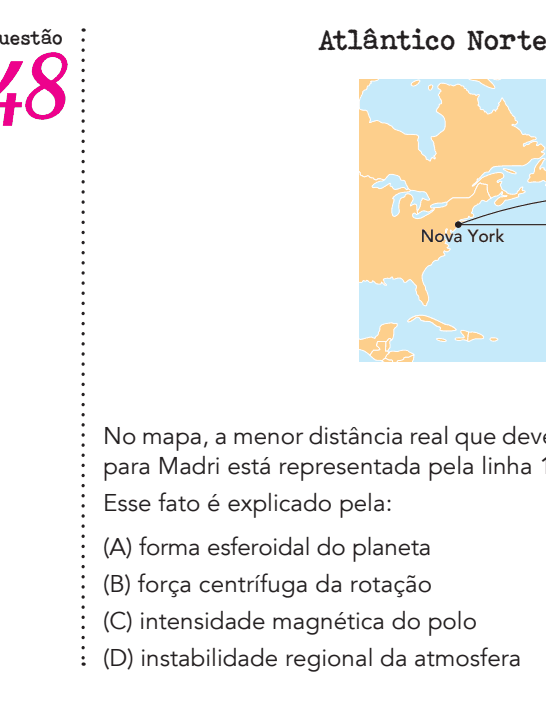 uestão
48
Atlântico Norte
Nova York
No mapa, a menor distância real que deve
para Madri está representada pela linha 1
Esse fato é explicado pela:
(A) forma esferoidal do planeta
(B) força centrífuga da rotação
(C) intensidade magnética do polo
(D) instabilidade regional da atmosfera